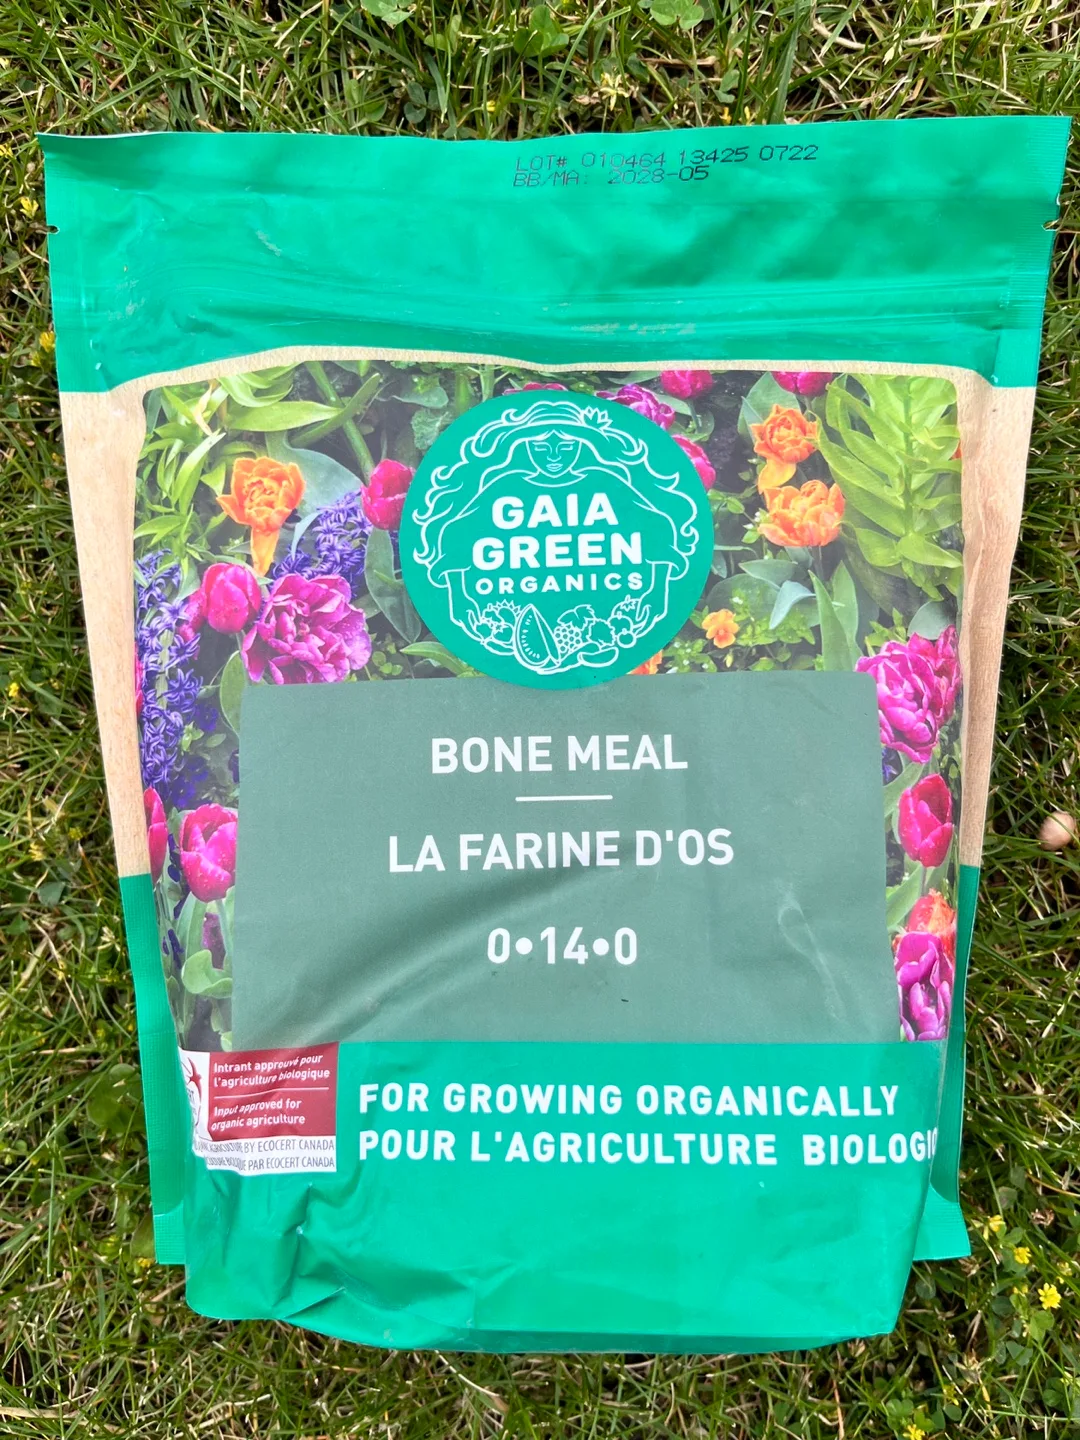 LOT# 010464 13425 0722
BB/MA: 2028-05
GAIA
GREEN
ORGANICS
BONE MEAL
LA FARINE D'OS
0•14•0
Intrant approuvé pour
l'agriculture biologique
Input approved for
organic agriculture
BY ECOCERT CANADA
PAR ECOCERT CANADA
FOR GROWING ORGANICALLY
POUR L'AGRICULTURE BIOLOGI